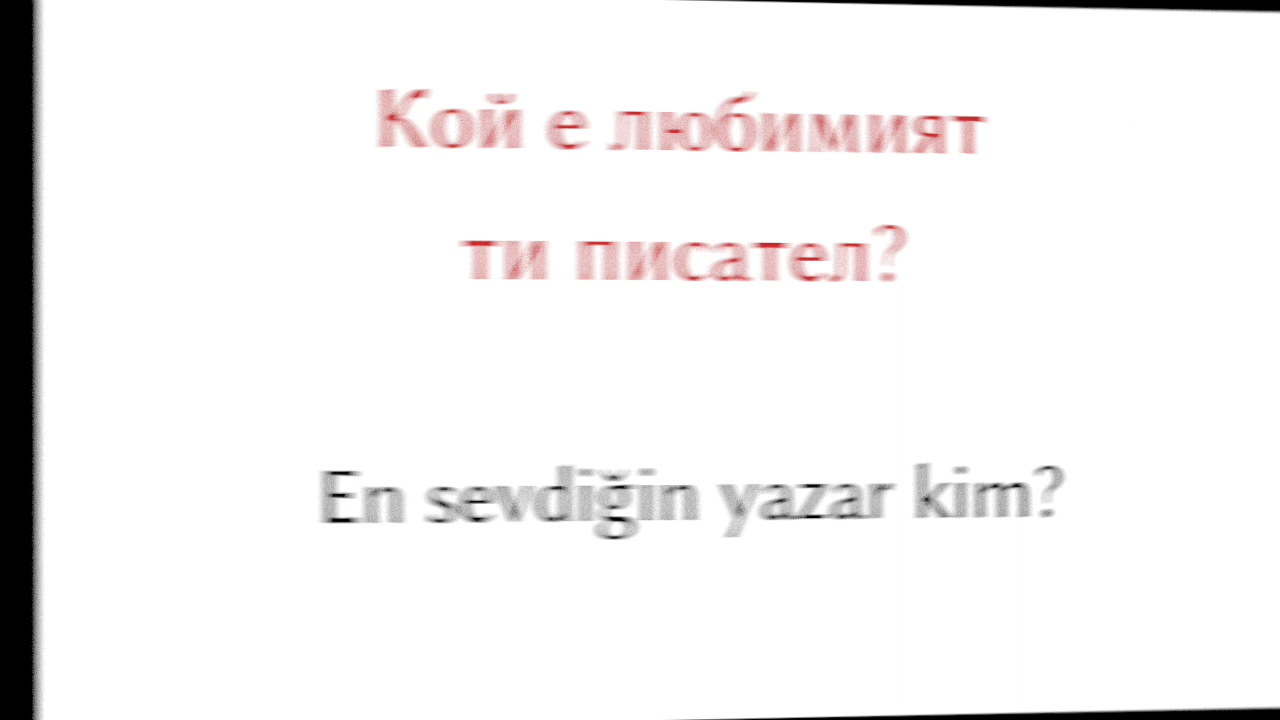 Кой е любимият
ти писател?
En sevdiğin yazar kim?